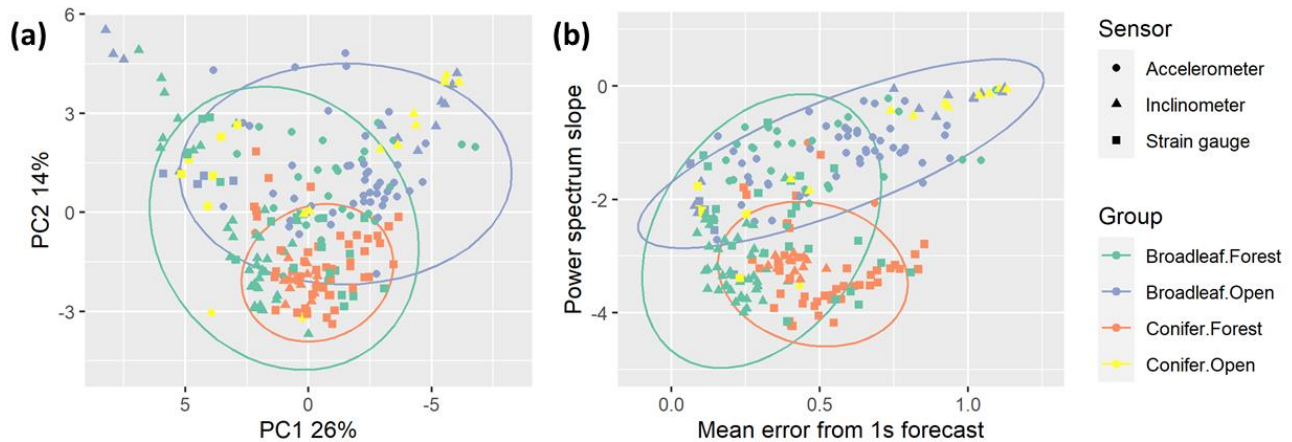 (a)
6
3
0
-3
PC2 14%
5
0
-5
PC1 26%
(b)
0
-2
-4
Power spectrum slope
0.0
0.5
1.0
Mean error from 1s forecast
Sensor
Accelerometer
Inclinometer
Strain gauge
Group
Broadleaf.Forest
Broadleaf.Open
Conifer.Forest
Conifer.Open